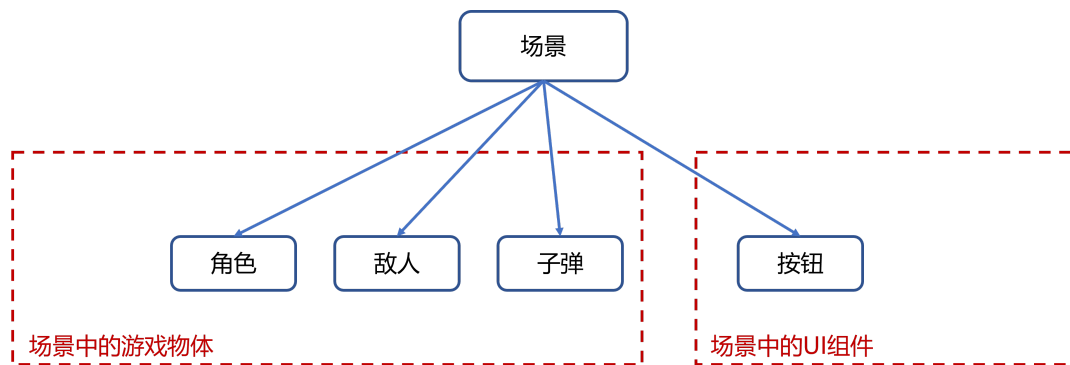 场景
角色
敌人
子弹
按钮
场景中的游戏物体
场景中的UI组件